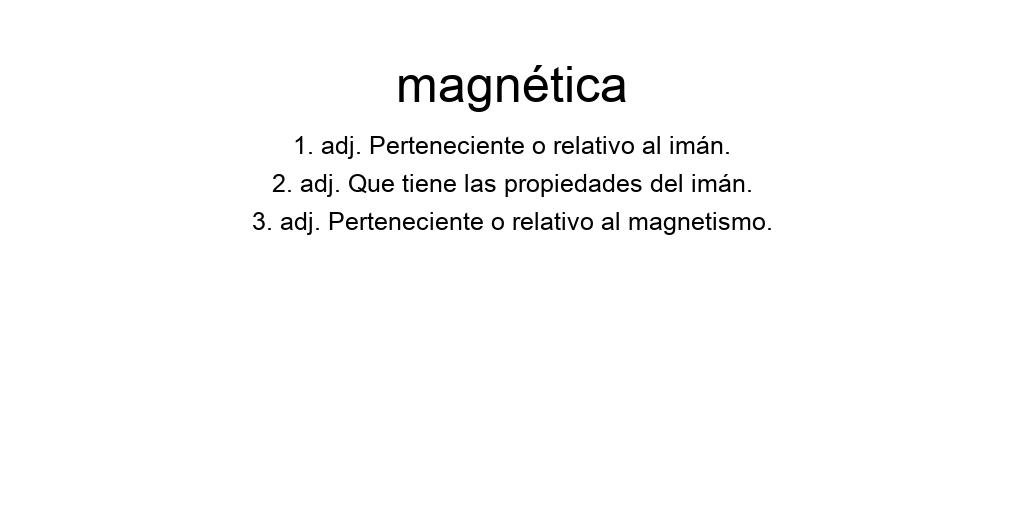 magnética
1. adj. Perteneciente o relativo al imán.
2. adj. Que tiene las propiedades del imán.
3. adj. Perteneciente o relativo al magnetismo.